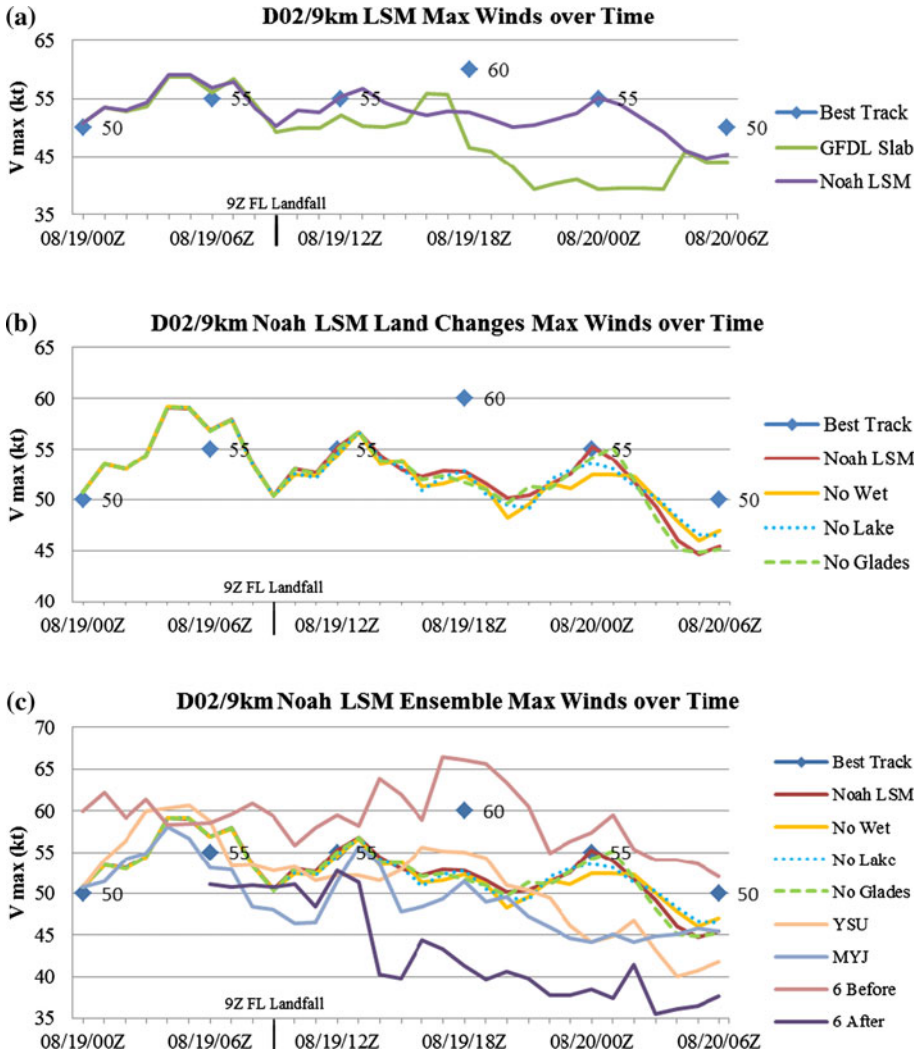 (a)
D02/9km LSM Max Winds over Time
V max (kt)
65
55
45
35
50
55
55
60
55
50
9Z FL Landfall
08/19/00Z 08/19/06Z 08/19/12Z 08/19/18Z 08/20/00Z 08/20/06Z
Best Track
GFDL Slab
Noah LSM
(b)
D02/9km Noah LSM Land Changes Max Winds over Time
V max (kt)
65
60
55
50
45
40
50
55
55
60
55
50
9Z FL Landfall
08/19/00Z 08/19/06Z 08/19/12Z 08/19/18Z 08/20/00Z 08/20/06Z
Best Track
Noah LSM
No Wet
No Lake
No Glades
(c)
D02/9km Noah LSM Ensemble Max Winds over Time
V max (kt)
70
65
60
55
50
45
40
35
50
55
55
60
55
50
9Z FL Landfall
08/19/00Z 08/19/06Z 08/19/12Z 08/19/18Z 08/20/00Z 08/20/06Z
Best Track
Noah LSM
No Wet
No Lake
No Glades
YSU
MYJ
6 Before
6 After